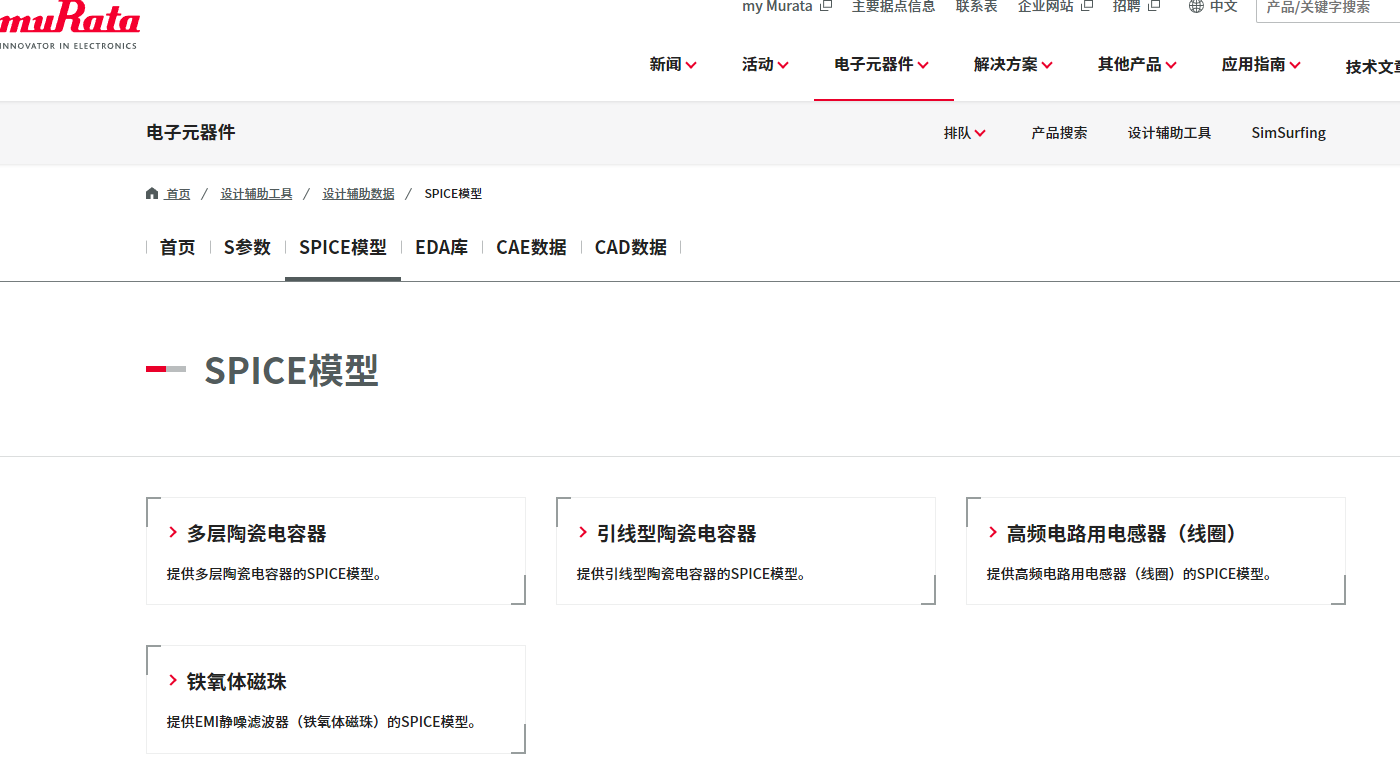 muRata
INNOVATOR IN ELECTRONICS
my Murata 主要据点信息 联系表 企业网站 招聘 中文 产品/关键字搜索
新闻 活动 电子元器件 解决方案 其他产品 应用指南 技术文章
电子元器件 排队 产品搜索 设计辅助工具 SimSurfing
首页 / 设计辅助工具 / 设计辅助数据 / SPICE模型
首页 S参数 SPICE模型 EDA库 CAE数据 CAD数据
SPICE模型
多层陶瓷电容器
提供多层陶瓷电容器的SPICE模型。
引线型陶瓷电容器
提供引线型陶瓷电容器的SPICE模型。
高频电路用电感器（线圈）
提供高频电路用电感器（线圈）的SPICE模型。
铁氧体磁珠
提供EMI静噪滤波器（铁氧体磁珠）的SPICE模型。